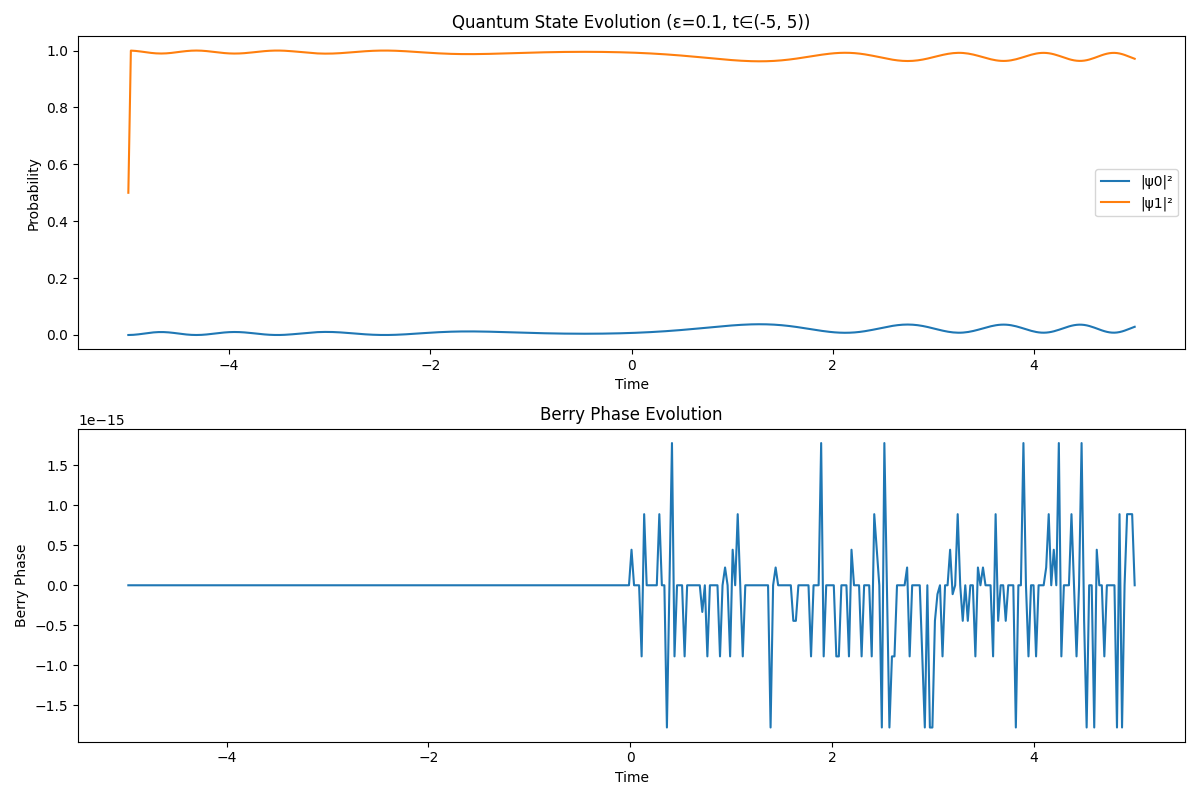 Quantum State Evolution (ε=0.1, t∈(-5, 5))
1.0
0.8
0.6
0.4
0.2
0.0
Probability
|ψ0|²
|ψ1|²
−4
−2
0
2
4
Time
Berry Phase Evolution
1e−15
1.5
1.0
0.5
0.0
−0.5
−1.0
−1.5
Berry Phase
−4
−2
0
2
4
Time